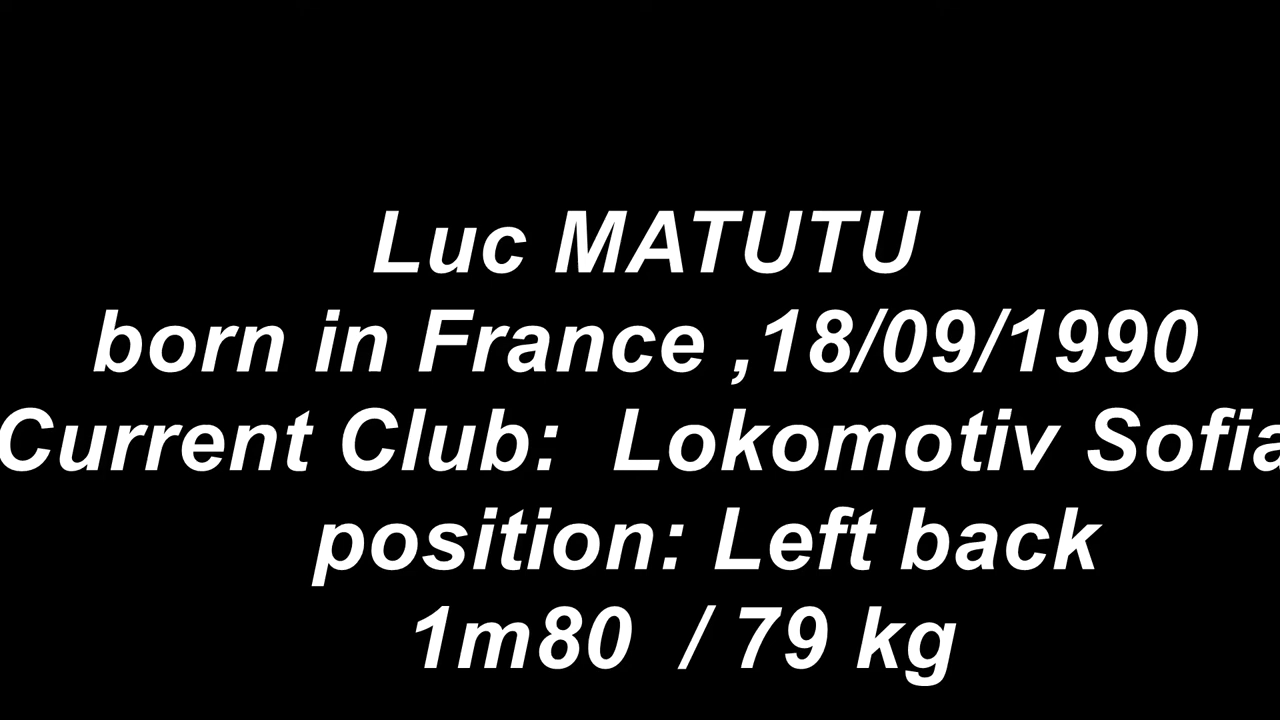 Luc MATUTU
born in France ,18/09/1990
Current Club:  Lokomotiv Sofia
position: Left back
1m80  / 79 kg